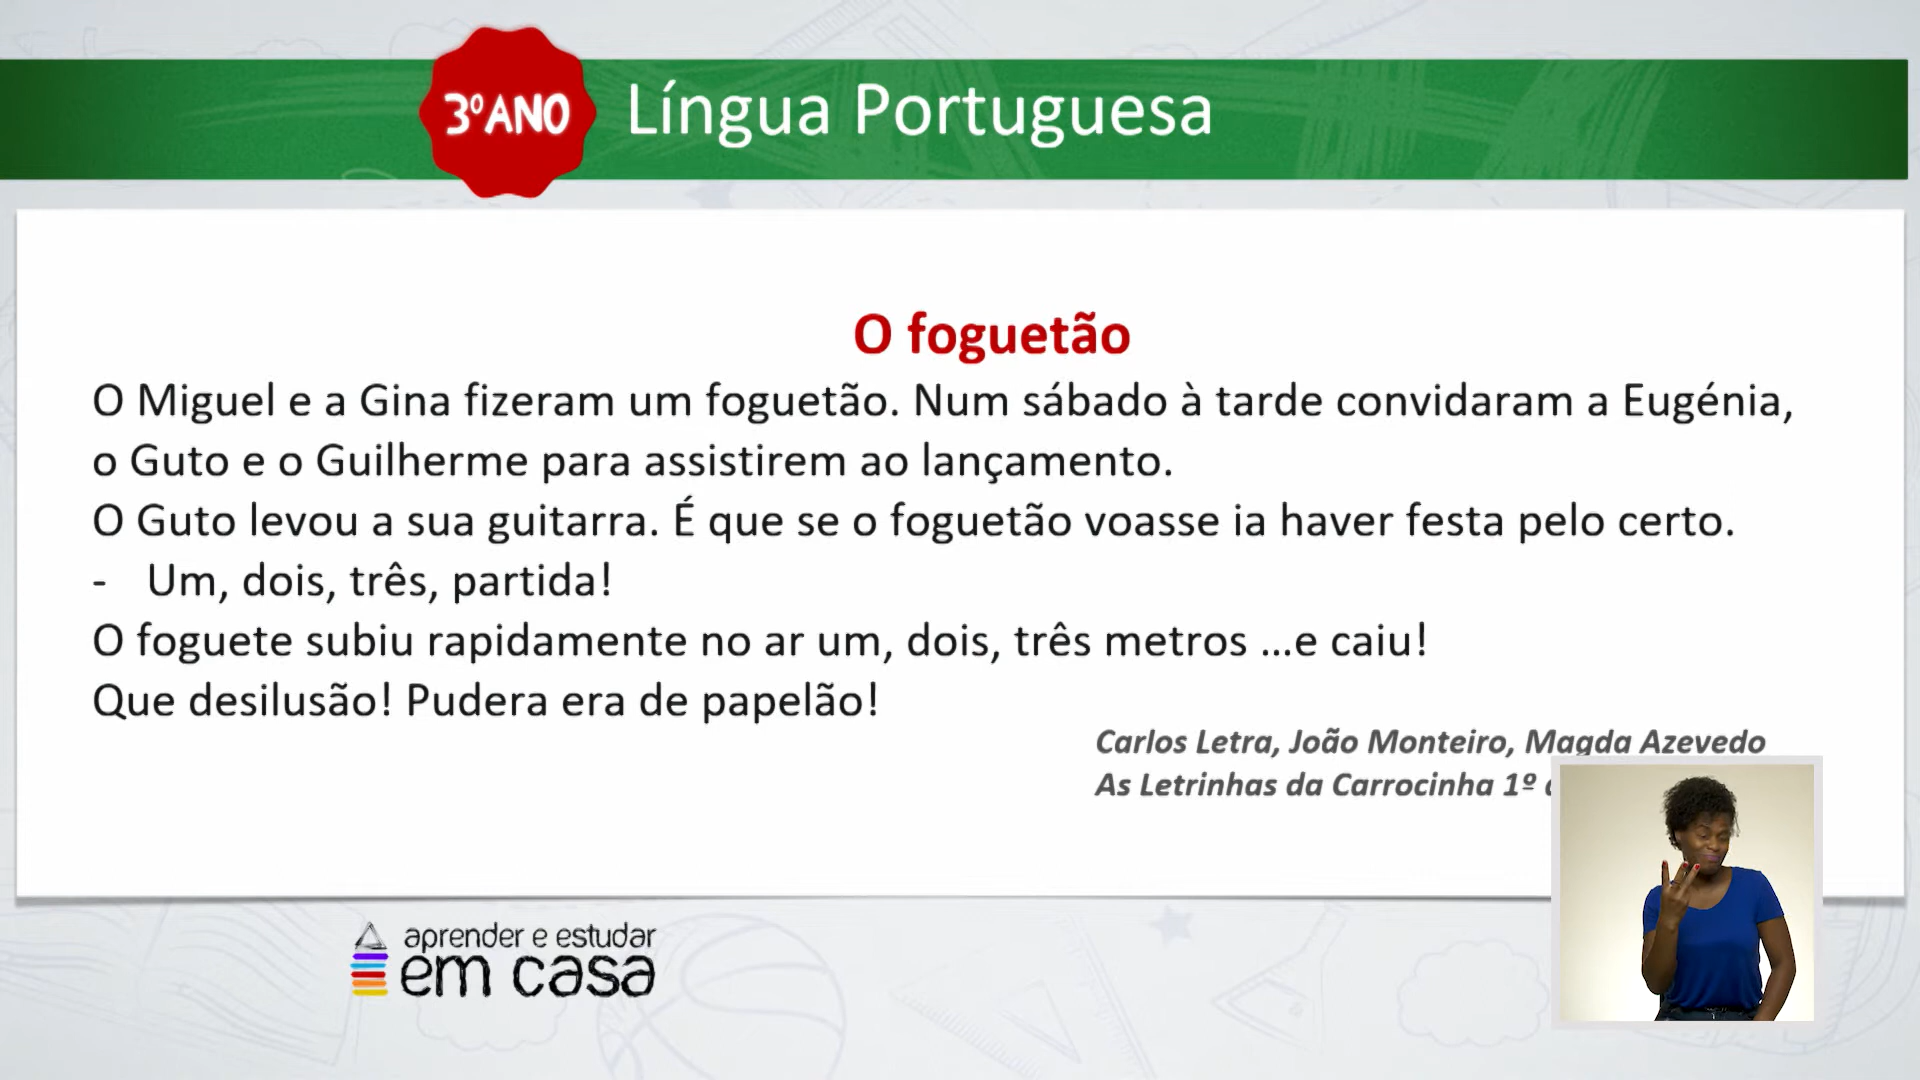 3ºANO
Língua Portuguesa
O foguetão
O Miguel e a Gina fizeram um foguetão. Num sábado à tarde convidaram a Eugénia,
o Guto e o Guilherme para assistirem ao lançamento.
O Guto levou a sua guitarra. É que se o foguetão voasse ia haver festa pelo certo.
- Um, dois, três, partida!
O foguete subiu rapidamente no ar um, dois, três metros ...e caiu!
Que desilusão! Pudera era de papelão!
Carlos Letra, João Monteiro, Magda Azevedo
As Letrinhas da Carrocinha 1º
aprender e estudar
em casa